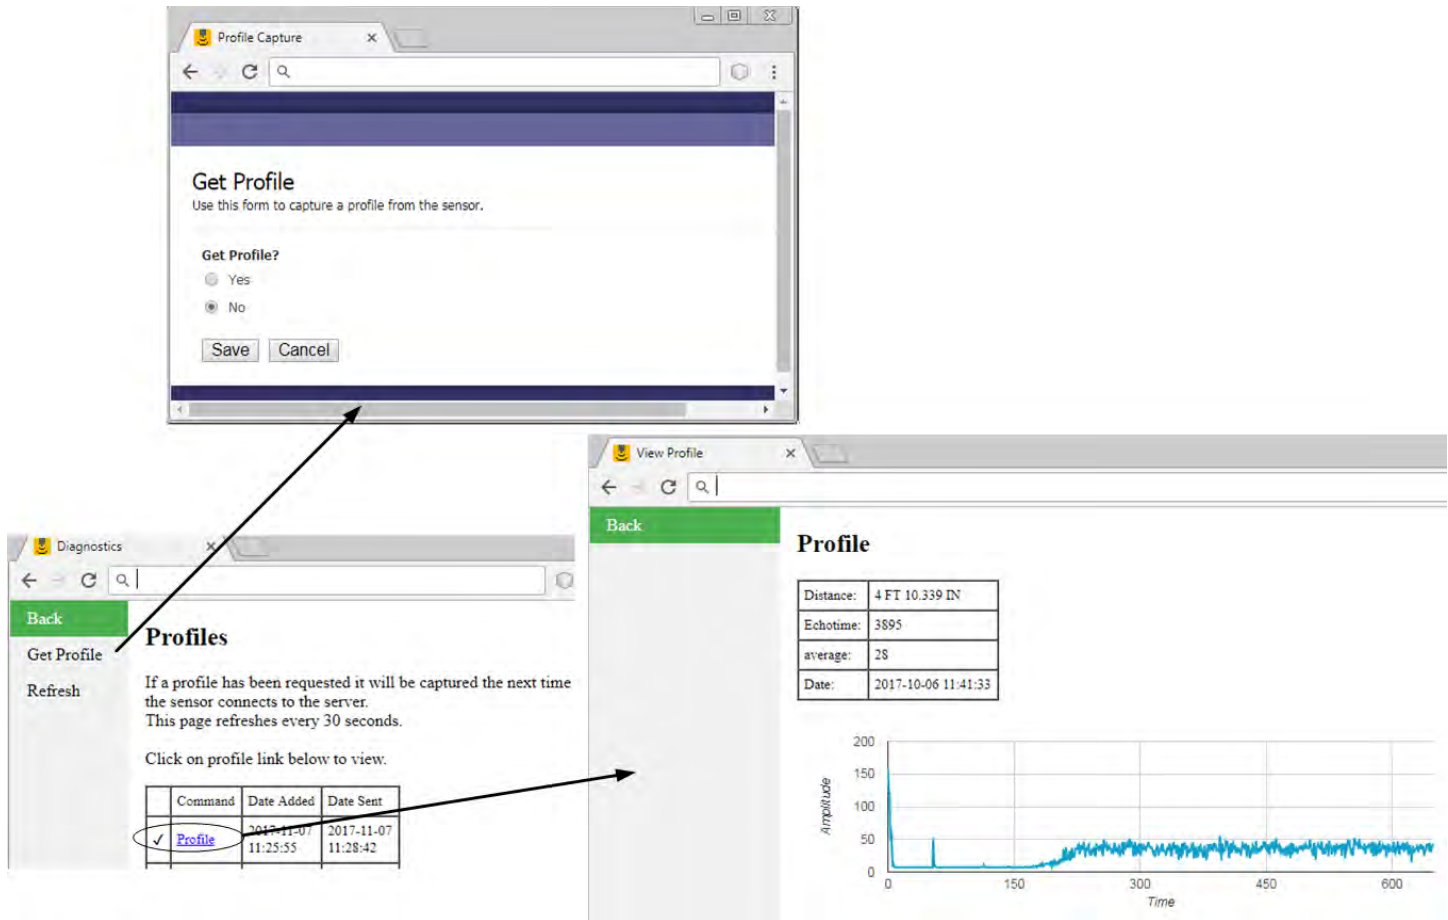 Profile Capture
Get Profile
Use this form to capture a profile from the sensor.
Get Profile?
Yes
No
Save Cancel
Diagnostics
Back
Get Profile
Refresh
Profiles
If a profile has been requested it will be captured the next time
the sensor connects to the server.
This page refreshes every 30 seconds.
Click on profile link below to view.
Command Date Added Date Sent
✓ Profile 2017-11-07 2017-11-07
11:25:55 11:28:42
View Profile
Back
Profile
Distance: 4 FT 10.339 IN
Echotime: 3895
average: 28
Date: 2017-10-06 11:41:33
200
150
100
50
0
Amplitude
0 150 300 450 600
Time